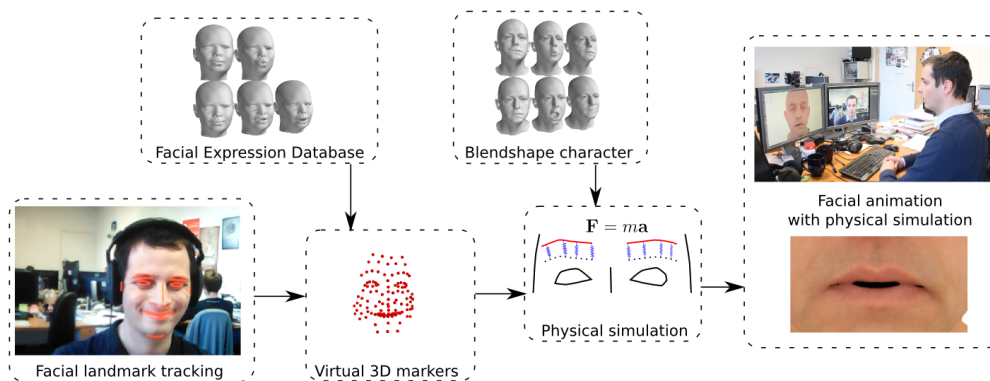 Facial Expression Database
Blendshape character
Facial landmark tracking
Virtual 3D markers
F = ma
Physical simulation
Facial animation
with physical simulation